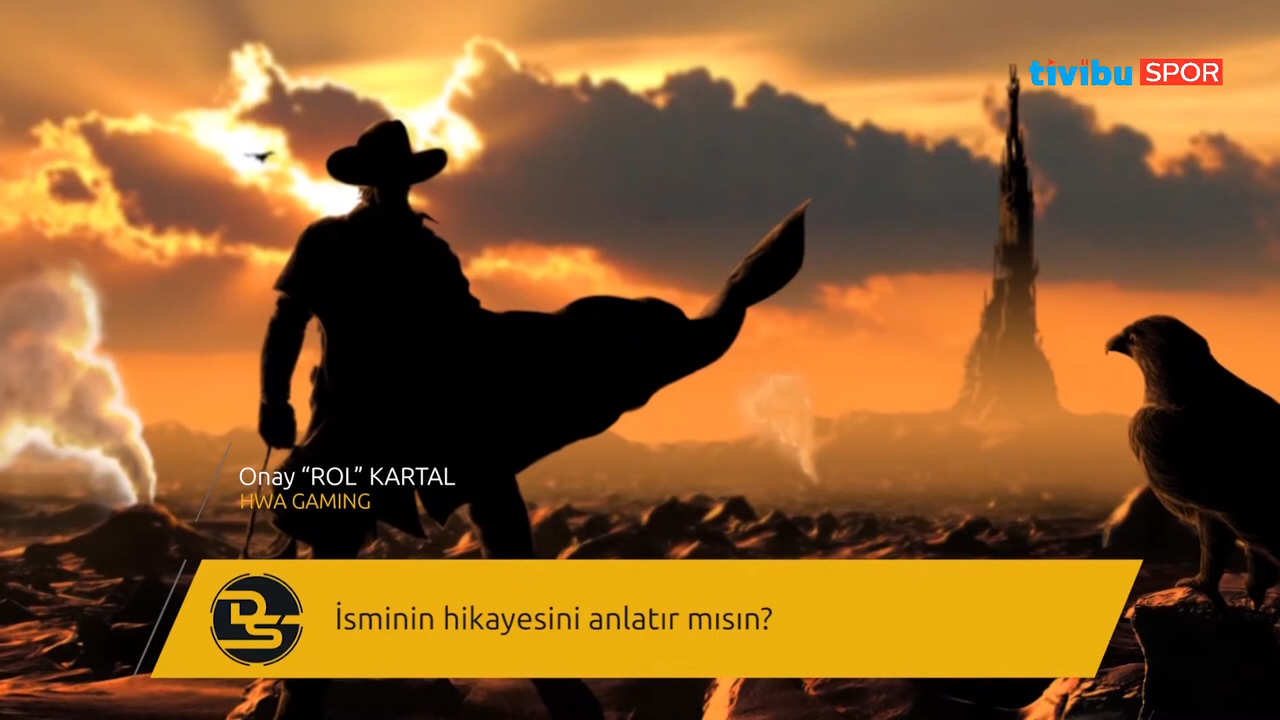 tivibu SPOR
Onay “ROL” KARTAL
HWA GAMING
DS
İsminin hikayesini anlatır mısın?